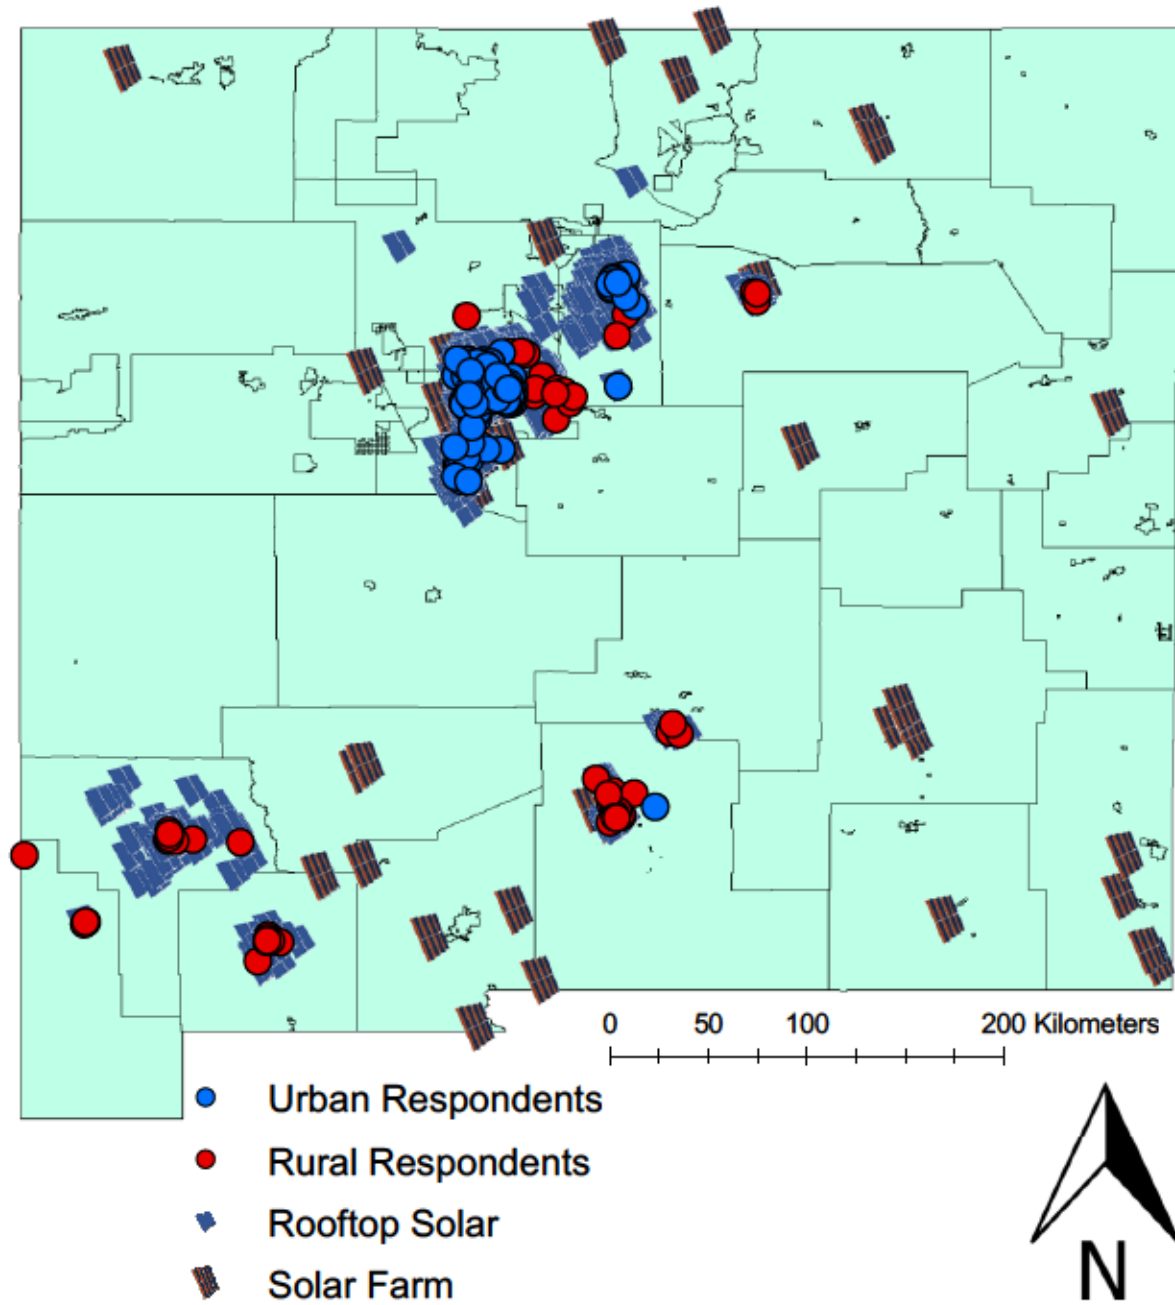 0 50 100 200 Kilometers
Urban Respondents
Rural Respondents
Rooftop Solar
Solar Farm
N